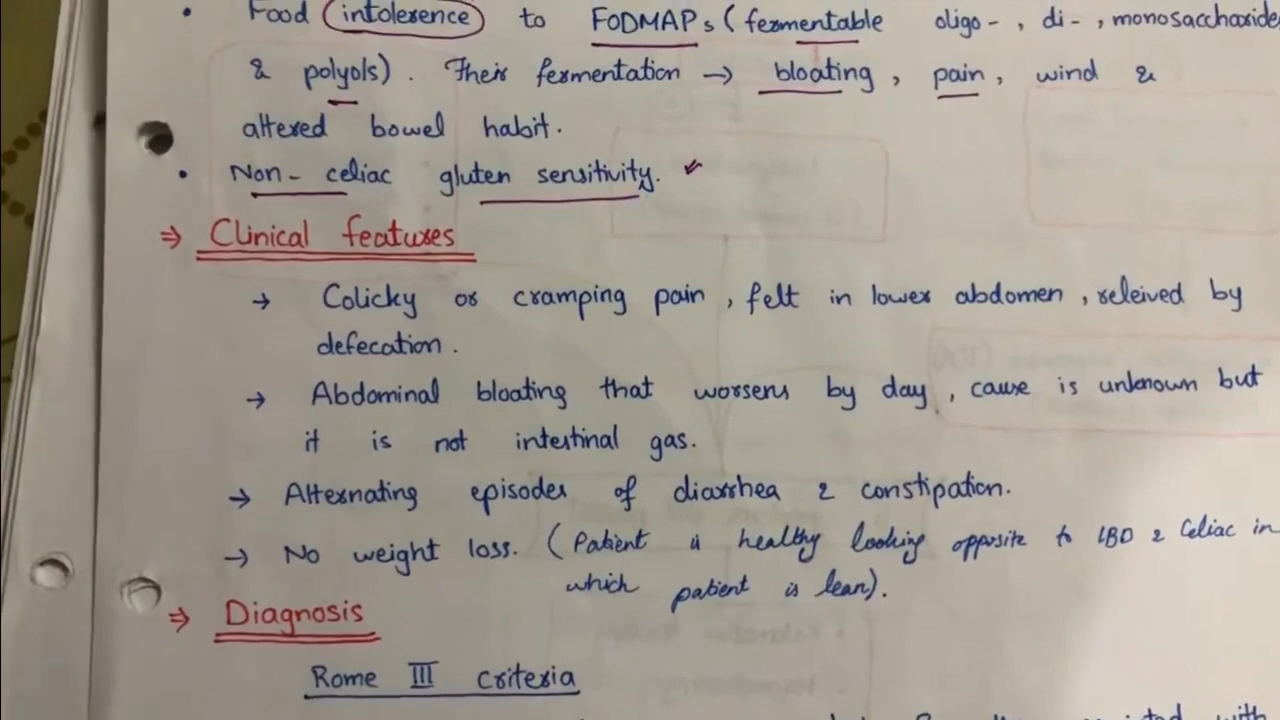 • Food intolerence to FODMAPs (fermentable oligo-, di-, monosaccharide
& polyols). Their fermentation → bloating, pain, wind &
altered bowel habit.
• Non-celiac gluten sensitivity. ✓
⇒ Clinical features
→ Colicky or cramping pain, felt in lower abdomen, releived by
defecation.
→ Abdominal bloating that worsens by day, cause is unknown but
it is not intestinal gas.
→ Alternating episodes of diarrhea & constipation.
→ No weight loss. (Patient is healthy looking opposite to IBD & Celiac in
which patient is lean).
⇒ Diagnosis
Rome III criteria
with